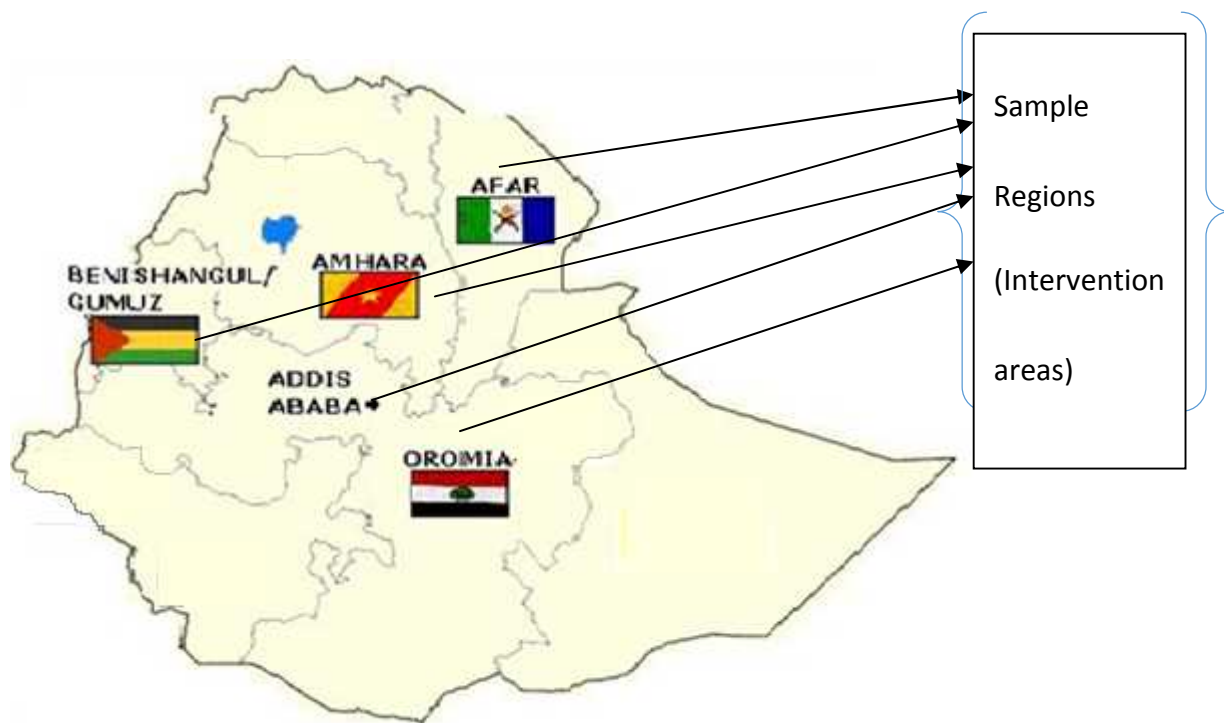 AFAR
AMHARA
BENISHANGUL/
GUMUZ
ADDIS
ABABA
OROMIA
Sample
Regions
(Intervention
areas)